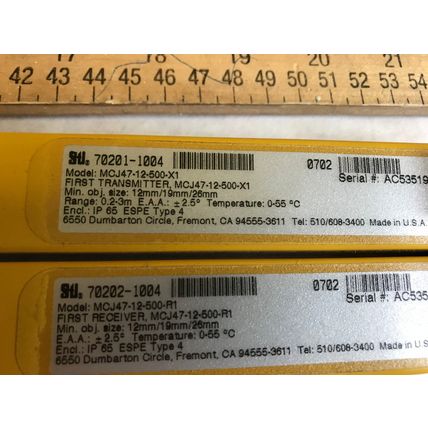 17 18 19 20 21
42 43 44 45 46 47 48 49 50 51 52 53 54
STI. 70201-1004 0702 Serial #: AC53519
Model: MCJ47-12-500-X1
FIRST TRANSMITTER, MCJ47-12-500-X1
Min. obj. size: 12mm/19mm/26mm
Range: 0.2-3m E.A.A.: ± 2.5° Temperature: 0-55 °C
Encl.: IP 65 ESPE Type 4
6550 Dumbarton Circle, Fremont, CA 94555-3611 Tel: 510/608-3400 Made in U.S.A.
STI. 70202-1004 0702 Serial #: AC535
Model: MCJ47-12-500-R1
FIRST RECEIVER, MCJ47-12-500-R1
Min. obj. size: 12mm/19mm/26mm
E.A.A.: ± 2.5° Temperature: 0-55 °C
Encl.: IP 65 ESPE Type 4
6550 Dumbarton Circle, Fremont, CA 94555-3611 Tel: 510/608-3400 Made in U.S